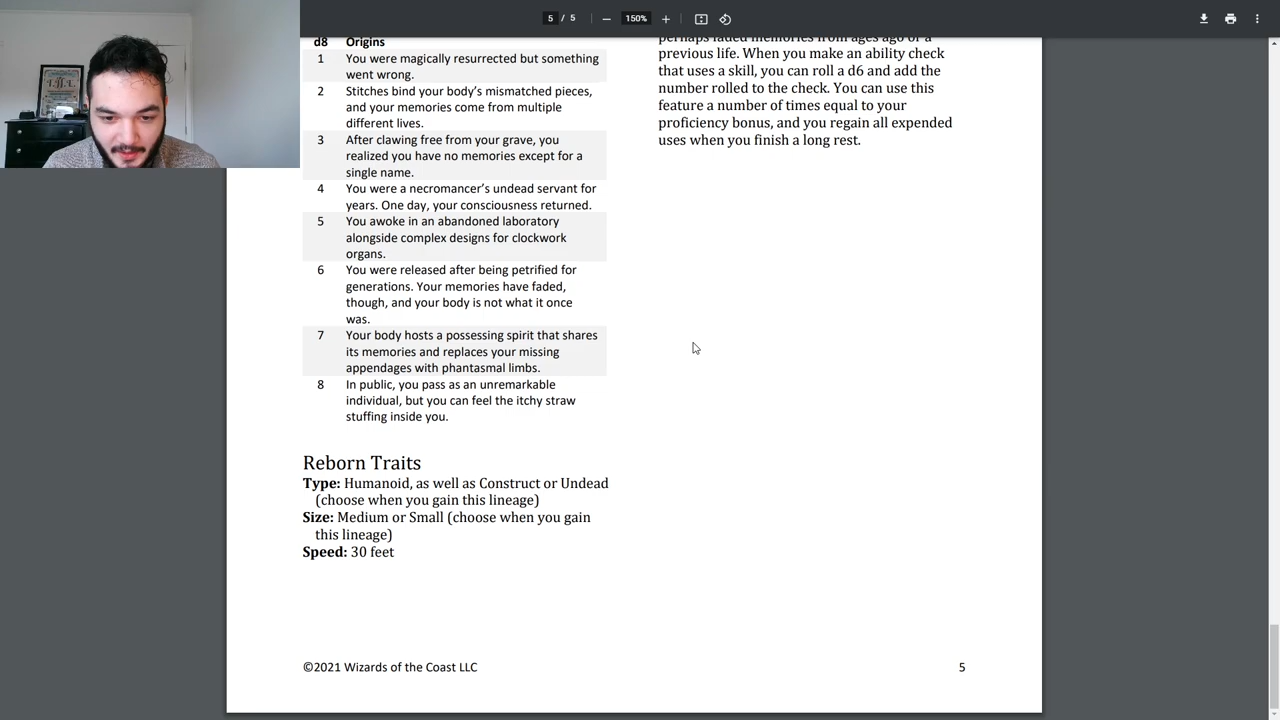 5 / 5
150%
d8 Origins
1 You were magically resurrected but something
went wrong.
2 Stitches bind your body's mismatched pieces,
and your memories come from multiple
different lives.
3 After clawing free from your grave, you
realized you have no memories except for a
single name.
4 You were a necromancer's undead servant for
years. One day, your consciousness returned.
5 You awoke in an abandoned laboratory
alongside complex designs for clockwork
organs.
6 You were released after being petrified for
generations. Your memories have faded,
though, and your body is not what it once
was.
7 Your body hosts a possessing spirit that shares
its memories and replaces your missing
appendages with phantasmal limbs.
8 In public, you pass as an unremarkable
individual, but you can feel the itchy straw
stuffing inside you.
Reborn Traits
Type: Humanoid, as well as Construct or Undead
(choose when you gain this lineage)
Size: Medium or Small (choose when you gain
this lineage)
Speed: 30 feet
perhaps faded memories from ages ago or a
previous life. When you make an ability check
that uses a skill, you can roll a d6 and add the
number rolled to the check. You can use this
feature a number of times equal to your
proficiency bonus, and you regain all expended
uses when you finish a long rest.
©2021 Wizards of the Coast LLC
5